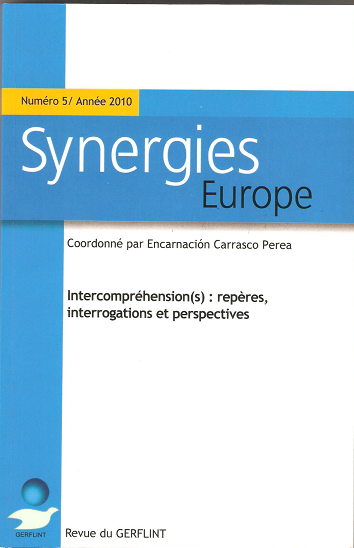 Numéro 5/ Année 2010
Synergies
Europe
Coordonné par Encarnación Carrasco Perea
Intercompréhension(s) : repères,
interrogations et perspectives
GERFLINT
Revue du GERFLINT